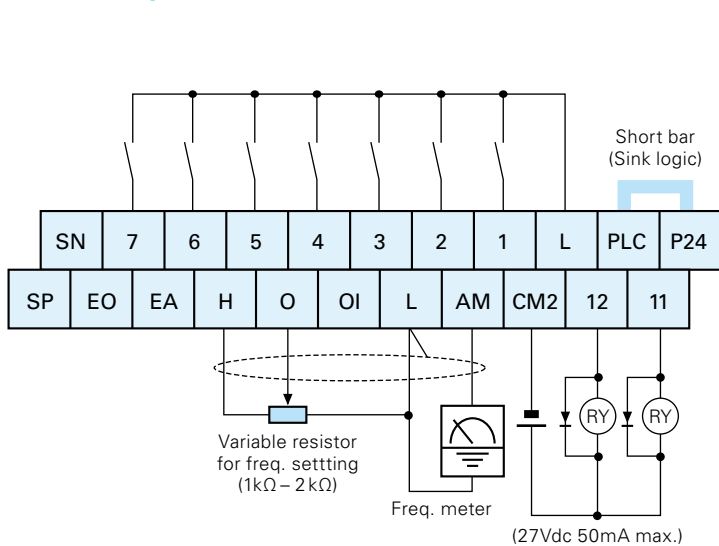 Short bar
(Sink logic)
SN 7 6 5 4 3 2 1 L PLC P24
SP EO EA H O OI L AM CM2 12 11
RY RY
Variable resistor
for freq. settting
(1kΩ – 2kΩ)
Freq. meter
(27Vdc 50mA max.)